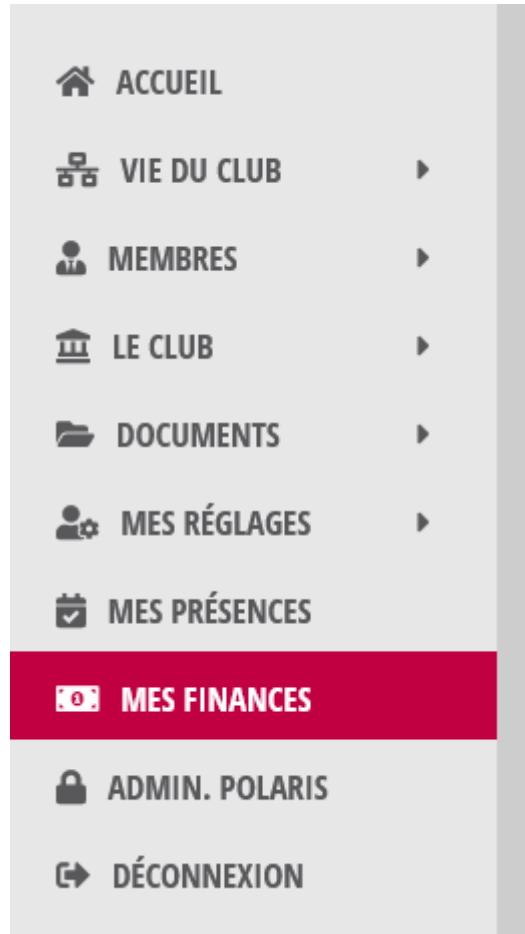 ACCUEIL
VIE DU CLUB
MEMBRES
LE CLUB
DOCUMENTS
MES RÉGLAGES
MES PRÉSENCES
MES FINANCES
ADMIN. POLARIS
DÉCONNEXION